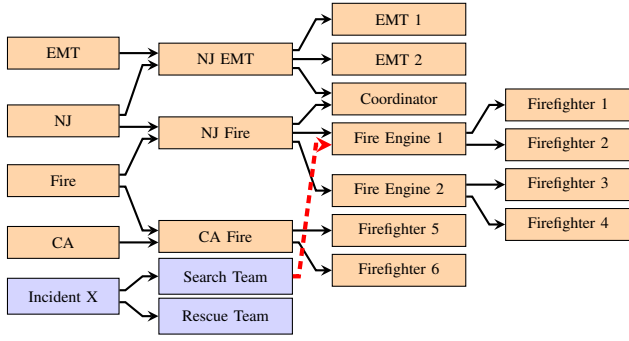 EMT
NJ
Fire
CA
Incident X
NJ EMT
NJ Fire
CA Fire
Search Team
Rescue Team
EMT 1
EMT 2
Coordinator
Fire Engine 1
Fire Engine 2
Firefighter 5
Firefighter 6
Firefighter 1
Firefighter 2
Firefighter 3
Firefighter 4